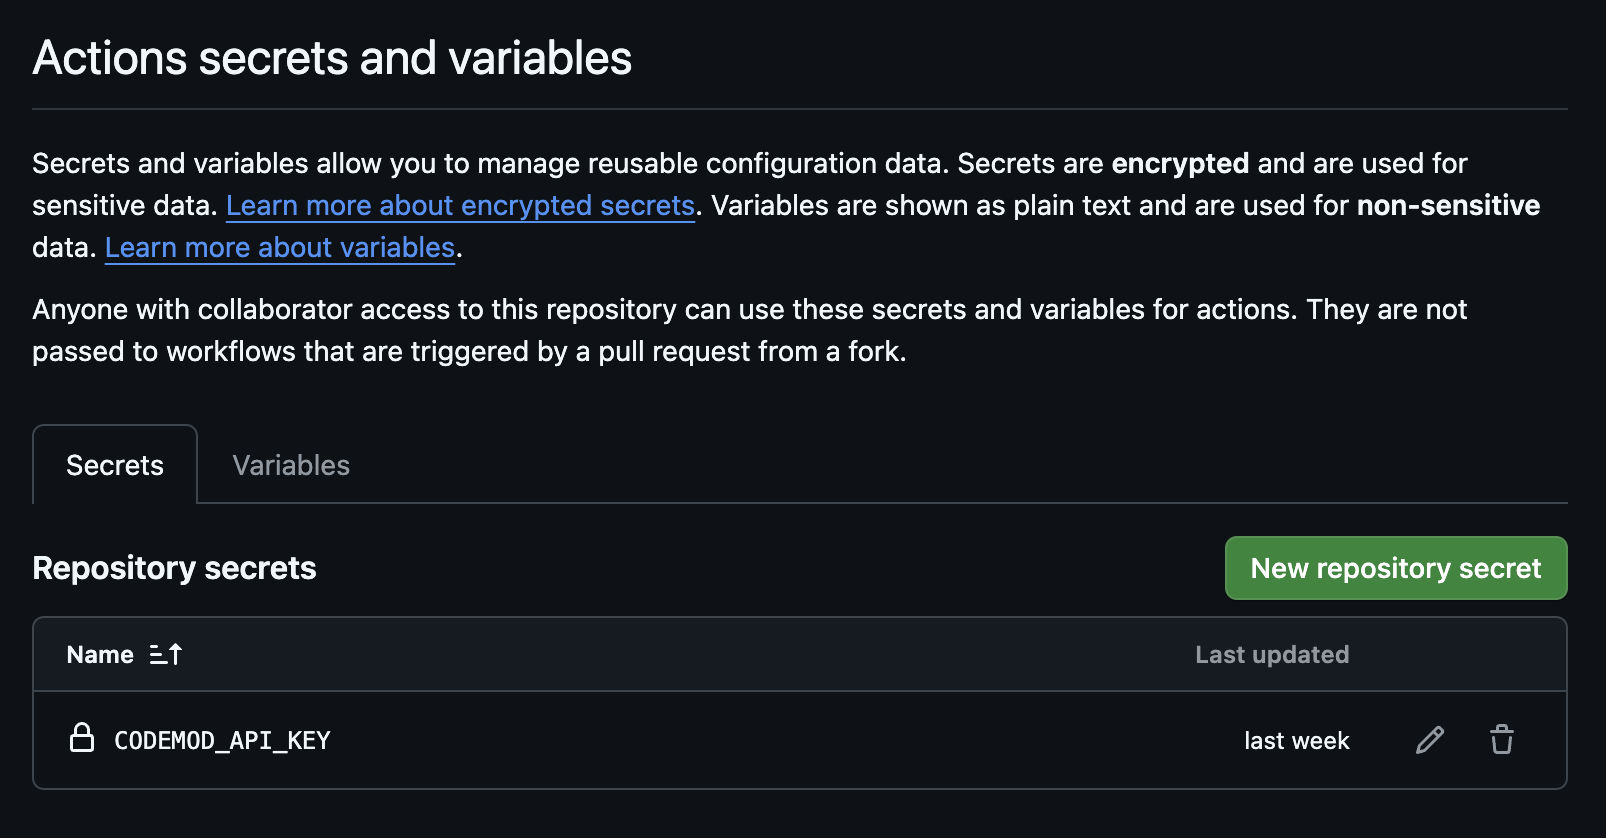 Actions secrets and variables
Secrets and variables allow you to manage reusable configuration data. Secrets are encrypted and are used for
sensitive data. Learn more about encrypted secrets. Variables are shown as plain text and are used for non-sensitive
data. Learn more about variables.
Anyone with collaborator access to this repository can use these secrets and variables for actions. They are not
passed to workflows that are triggered by a pull request from a fork.
Secrets Variables
Repository secrets New repository secret
Name Last updated
CODEMOD_API_KEY last week